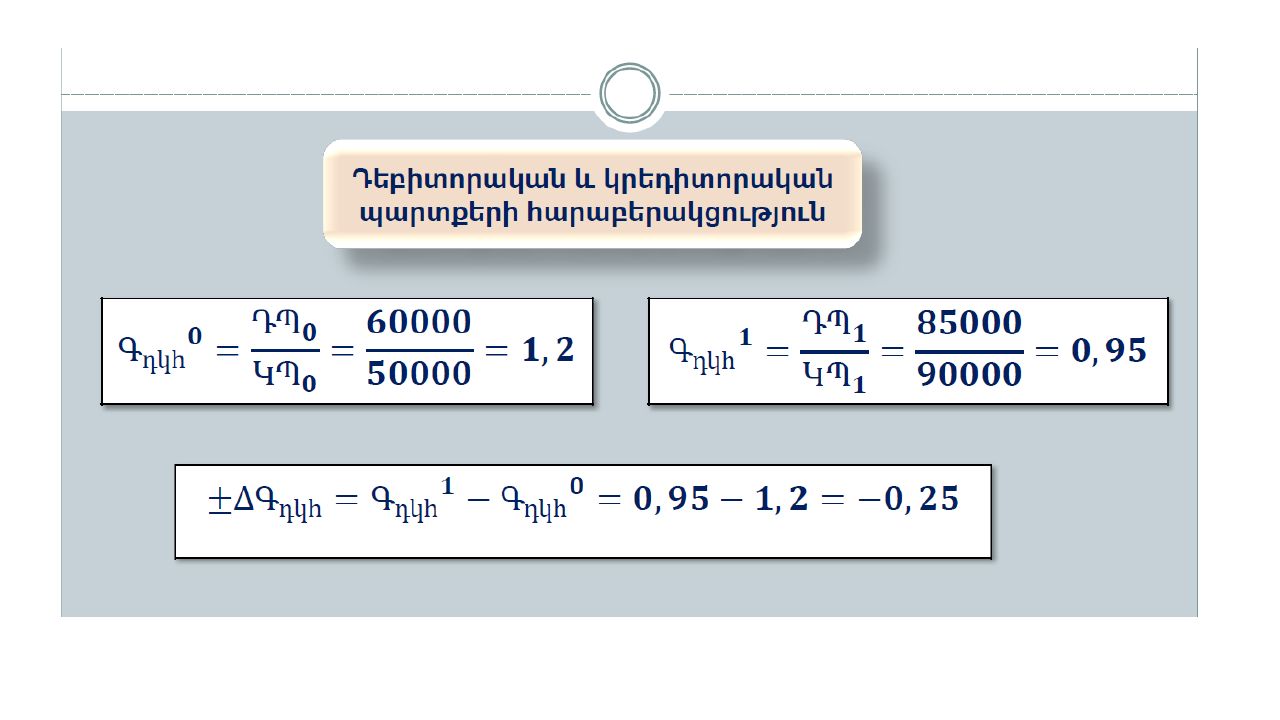 Դեբիտորական և կրեդիտորական
պարտքերի հարաբերակցություն
Գդկհ⁰ = ԴՊ₀/ԿՊ₀ = 60000/50000 = 1,2
Գդկհ¹ = ԴՊ₁/ԿՊ₁ = 85000/90000 = 0,95
±ΔԳդկհ = Գդկհ¹ − Գդկհ⁰ = 0,95 − 1,2 = −0,25